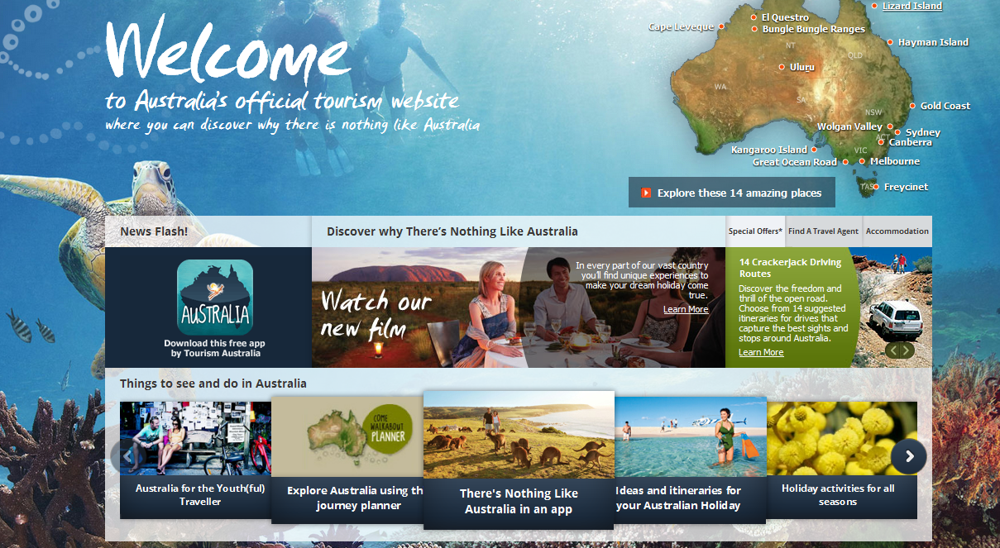 Welcome
to Australia's official tourism website
where you can discover why there is nothing like Australia
Lizard Island
El Questro
Cape Leveque
Bungle Bungle Ranges
Hayman Island
NT
QLD
Uluru
WA
SA
Gold Coast
NSW
Wolgan Valley
Sydney
ACT
Canberra
Kangaroo Island
VIC
Great Ocean Road
Melbourne
TAS
Freycinet
Explore these 14 amazing places
News Flash!
Discover why There's Nothing Like Australia
Special Offers*
Find A Travel Agent
Accommodation
AUSTRALIA
Download this free app
by Tourism Australia
Watch our
new film
In every part of our vast country
you'll find unique experiences to
make your dream holiday come
true.
Learn More
14 Crackerjack Driving
Routes
Discover the freedom and
thrill of the open road.
Choose from 14 suggested
itineraries for drives that
capture the best sights and
stops around Australia.
Learn More
Things to see and do in Australia
COME
WALKABOUT
PLANNER
Australia for the Youth(ful)
Traveller
Explore Australia using th
journey planner
There's Nothing Like
Australia in an app
Ideas and itineraries for
your Australian Holiday
Holiday activities for all
seasons